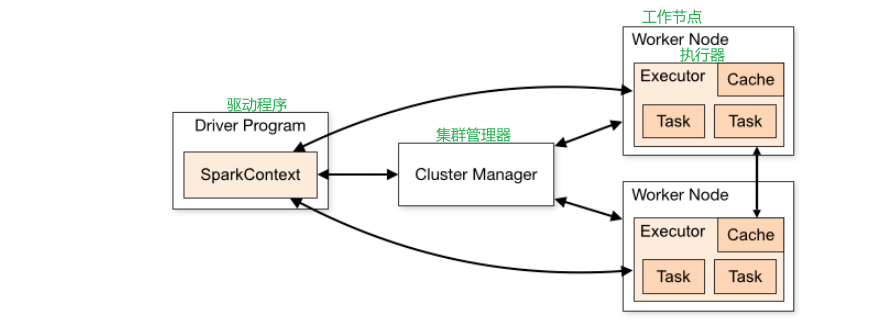 驱动程序
Driver Program
SparkContext
集群管理器
Cluster Manager
工作节点
Worker Node
执行器
Executor
Cache
Task
Task
Worker Node
Executor
Cache
Task
Task